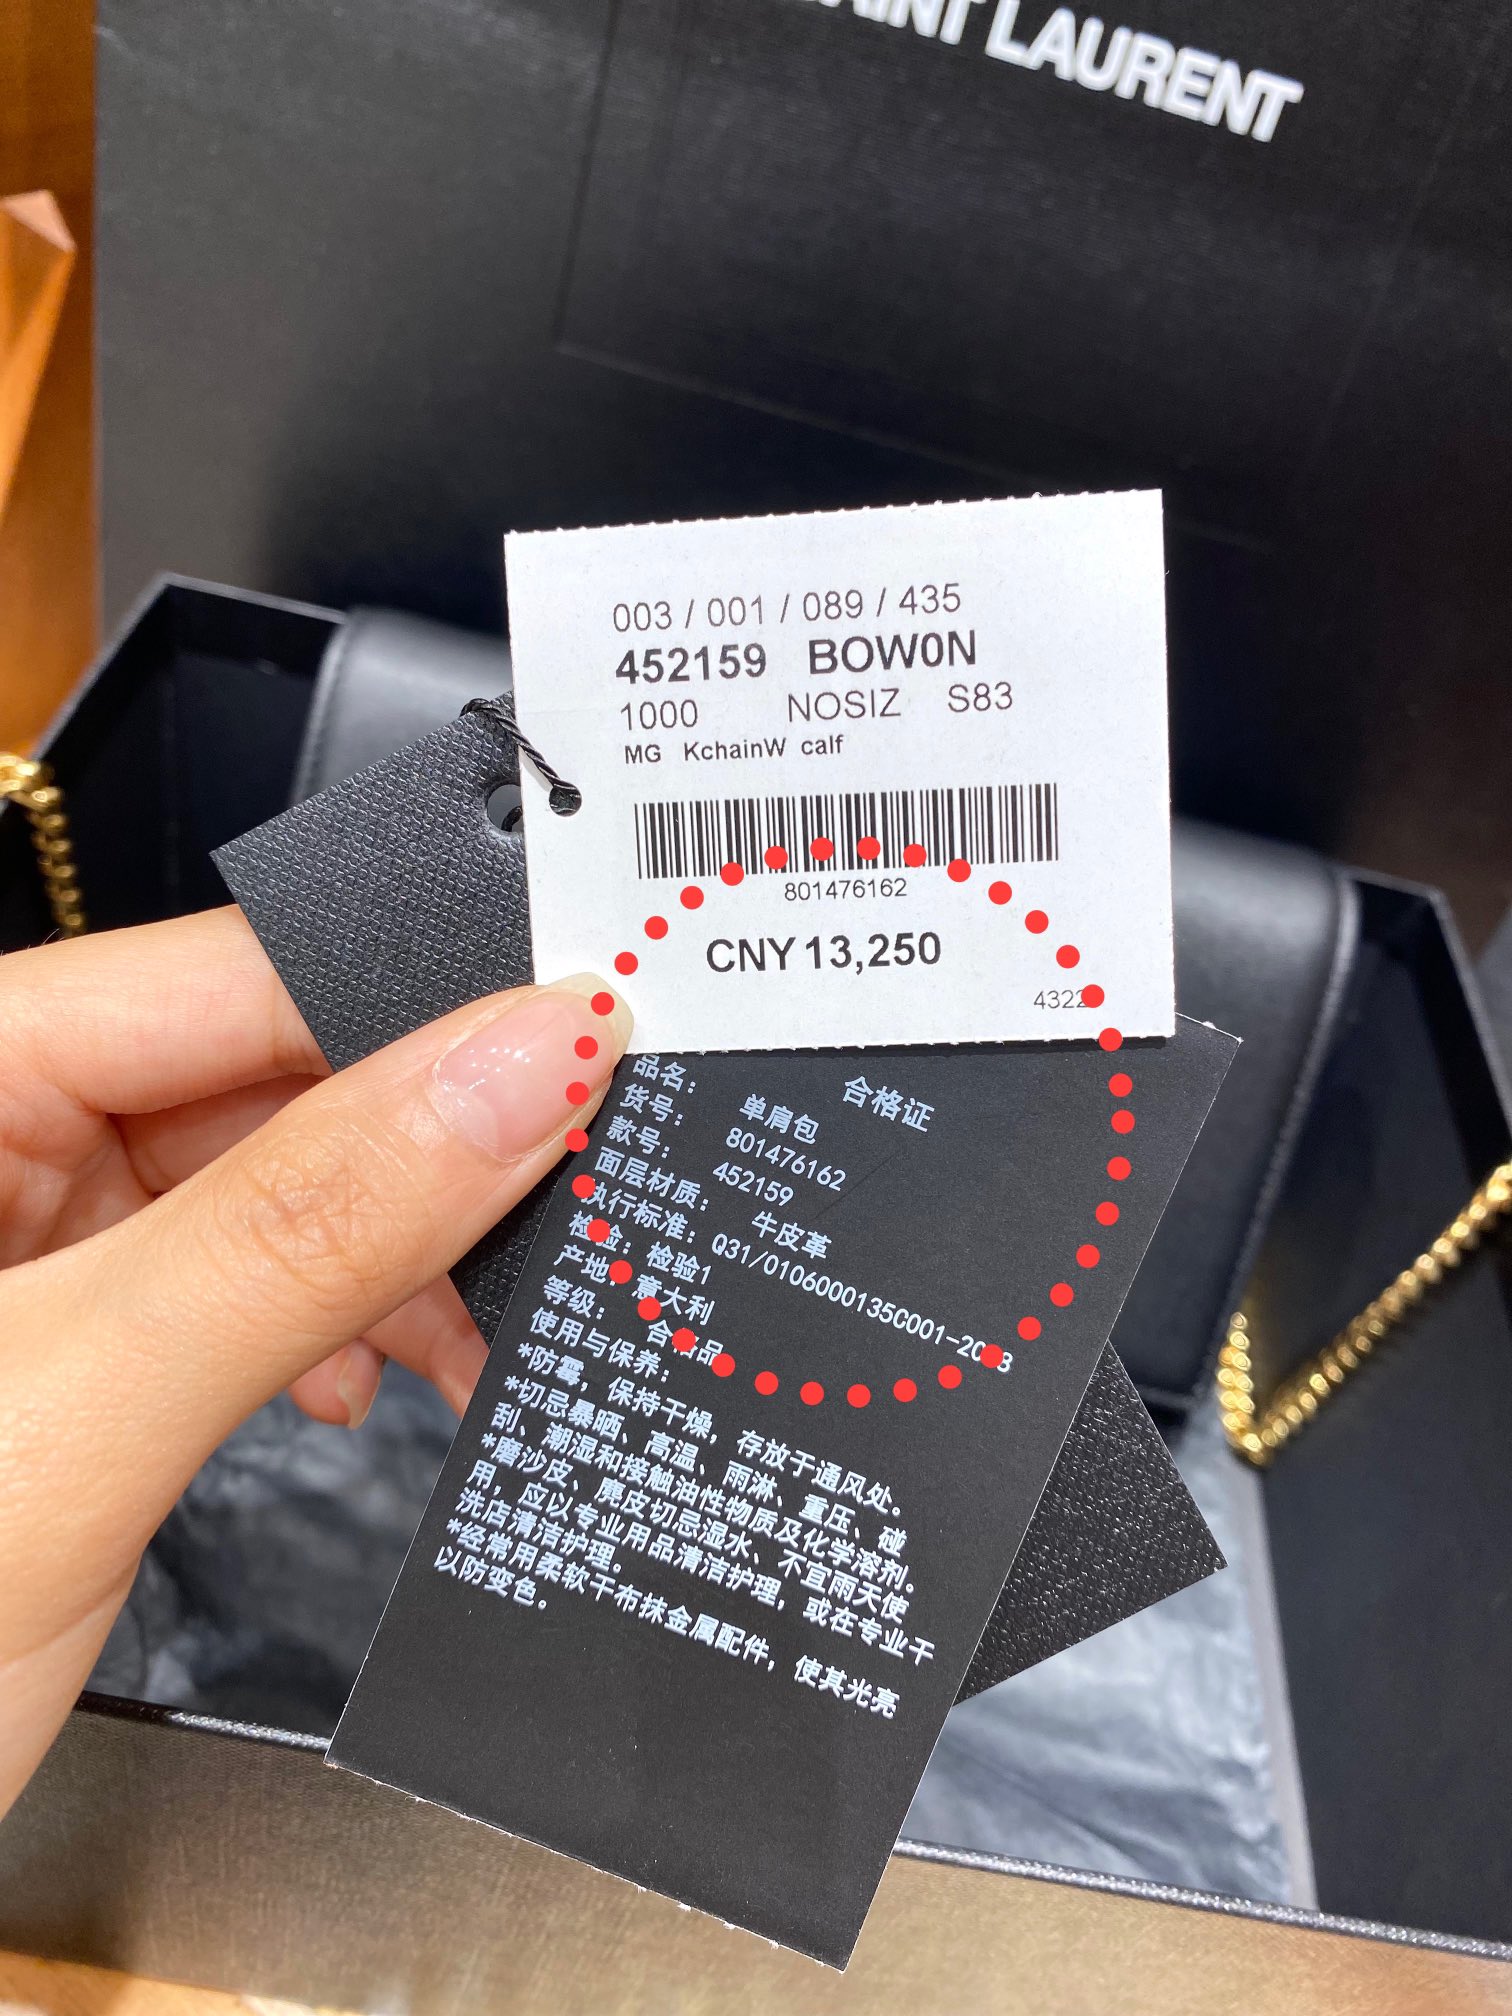 SAINT LAURENT
003 / 001 / 089 / 435
452159 BOW0N
1000 NOSIZ S83
MG KchainW calf
801476162
CNY 13,250
4322
合格证
品名: 单肩包
货号: 801476162
款号: 452159
面层材质: 牛皮革
执行标准: Q31/0106000135C001-2018
检验: 检验1
产地: 意大利
等级: 合格品
使用与保养:
*防霉，保持干燥，存放于通风处。
*切忌暴晒、高温、雨淋、重压、碰
刮、潮湿和接触油性物质及化学溶剂。
*磨沙皮、麂皮切忌湿水、不宜雨天使
用，应以专业用品清洁护理，或在专业干
洗店清洁护理。
*经常用柔软干布抹金属配件，使其光亮
以防变色。